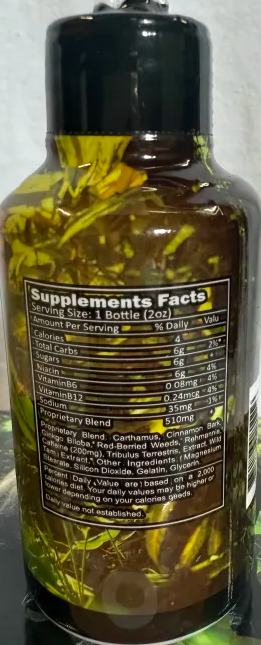 Supplements Facts
Serving Size: 1 Bottle (2oz)
Amount Per Serving % Daily Valu
Calories 4
Total Carbs 6g 2%*
Sugars 6g *
Niacin 6g 4%
VitaminB6 0.08mg 4%
VitaminB12 0.24mcg 4%
Sodium 35mg
Proprietary Blend 510mg *
Proprietary Blend: Carthamus, Cinnamon Bark,
Ginkgo Biloba,* Red-Berried Weeds, Rehmannia,
Caffeine (200mg), Tribulus Terrestris, Extract, Wild
Yam Extract,* Other Ingredients: (Magnesium
Stearate, Silicon Dioxide, Gelatin, Glycerin
Percent Daily Value are based on a 2,000
calories diet. Your daily values may be higher or
lower depending on your calories needs.
Daily value not established.